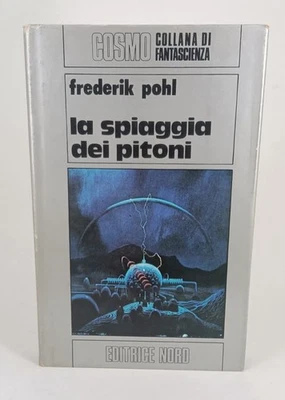 COSMO COLLANA DI
FANTASCIENZA
frederik pohl
la spiaggia
dei pitoni
EDITRICE NORD